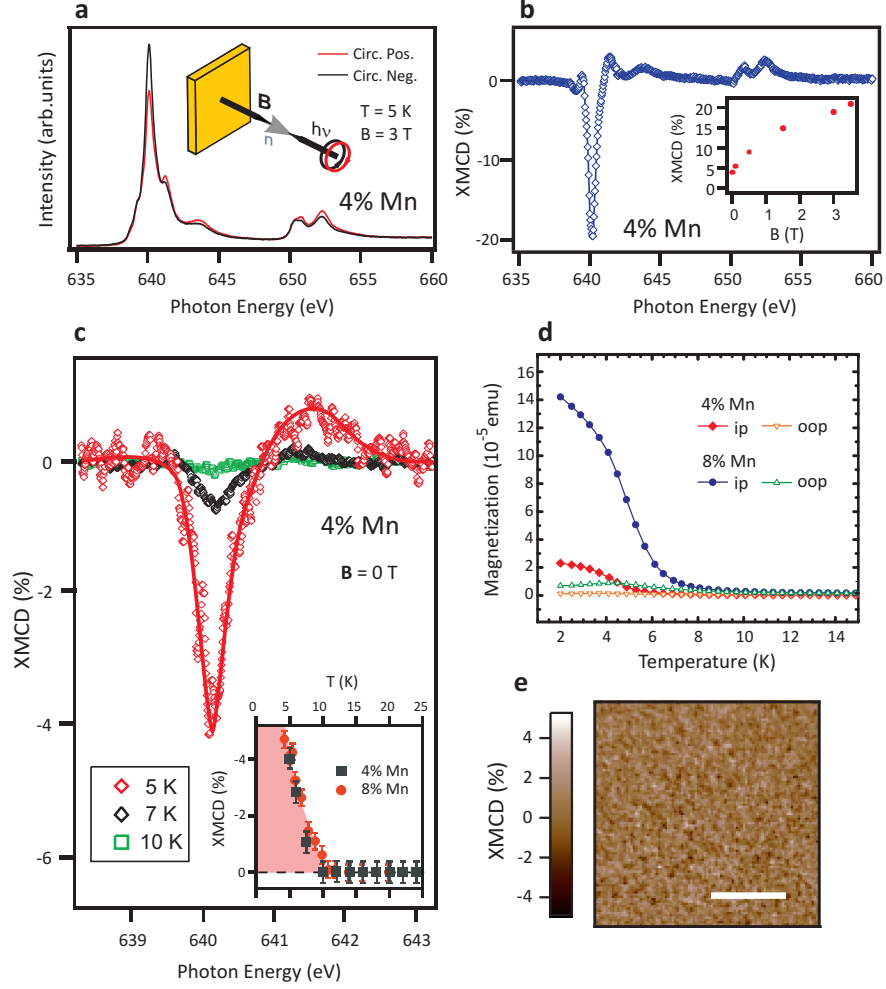 a
Intensity (arb.units)
Circ. Pos.
Circ. Neg.
T = 5 K
B = 3 T
B
n
hν
4% Mn
635 640 645 650 655 660
Photon Energy (eV)
b
XMCD (%)
0
-10
-20
4% Mn
XMCD (%)
20
15
10
5
0
0 1 2 3
B (T)
635 640 645 650 655 660
Photon Energy (eV)
c
XMCD (%)
0
-2
-4
-6
4% Mn
B = 0 T
5 K
7 K
10 K
T (K)
0 5 10 15 20 25
XMCD (%)
-4
-2
0
4% Mn
8% Mn
639 640 641 642 643
Photon Energy (eV)
d
Magnetization (10⁻⁵ emu)
16
14
12
10
8
6
4
2
0
4% Mn
ip oop
8% Mn
ip oop
2 4 6 8 10 12 14
Temperature (K)
e
XMCD (%)
4
2
0
-2
-4